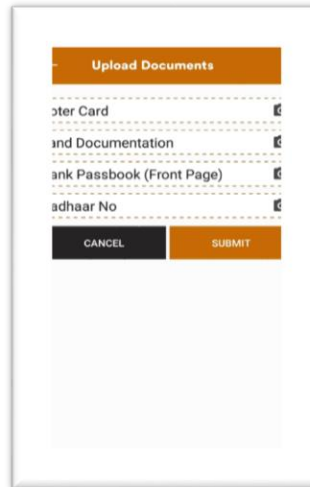 Upload Documents
oter Card
and Documentation
ank Passbook (Front Page)
adhaar No
CANCEL SUBMIT